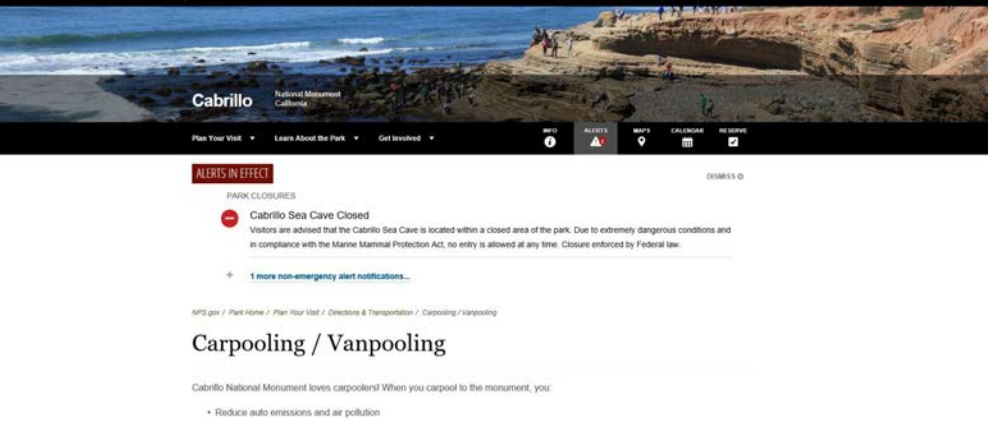 Cabrillo
National Monument
California
Plan Your Visit
Learn About the Park
Get Involved
INFO
ALERTS
MAPS
CALENDAR
RESERVE
ALERTS IN EFFECT
DISMISS
PARK CLOSURES
Cabrillo Sea Cave Closed
Visitors are advised that the Cabrillo Sea Cave is located within a closed area of the park. Due to extremely dangerous conditions and
in compliance with the Marine Mammal Protection Act, no entry is allowed at any time. Closure enforced by Federal law.
1 more non-emergency alert notifications...
NPS.gov / Park Home / Plan Your Visit / Directions & Transportation / Carpooling / Vanpooling
Carpooling / Vanpooling
Cabrillo National Monument loves carpoolers! When you carpool to the monument, you:
• Reduce auto emissions and air pollution